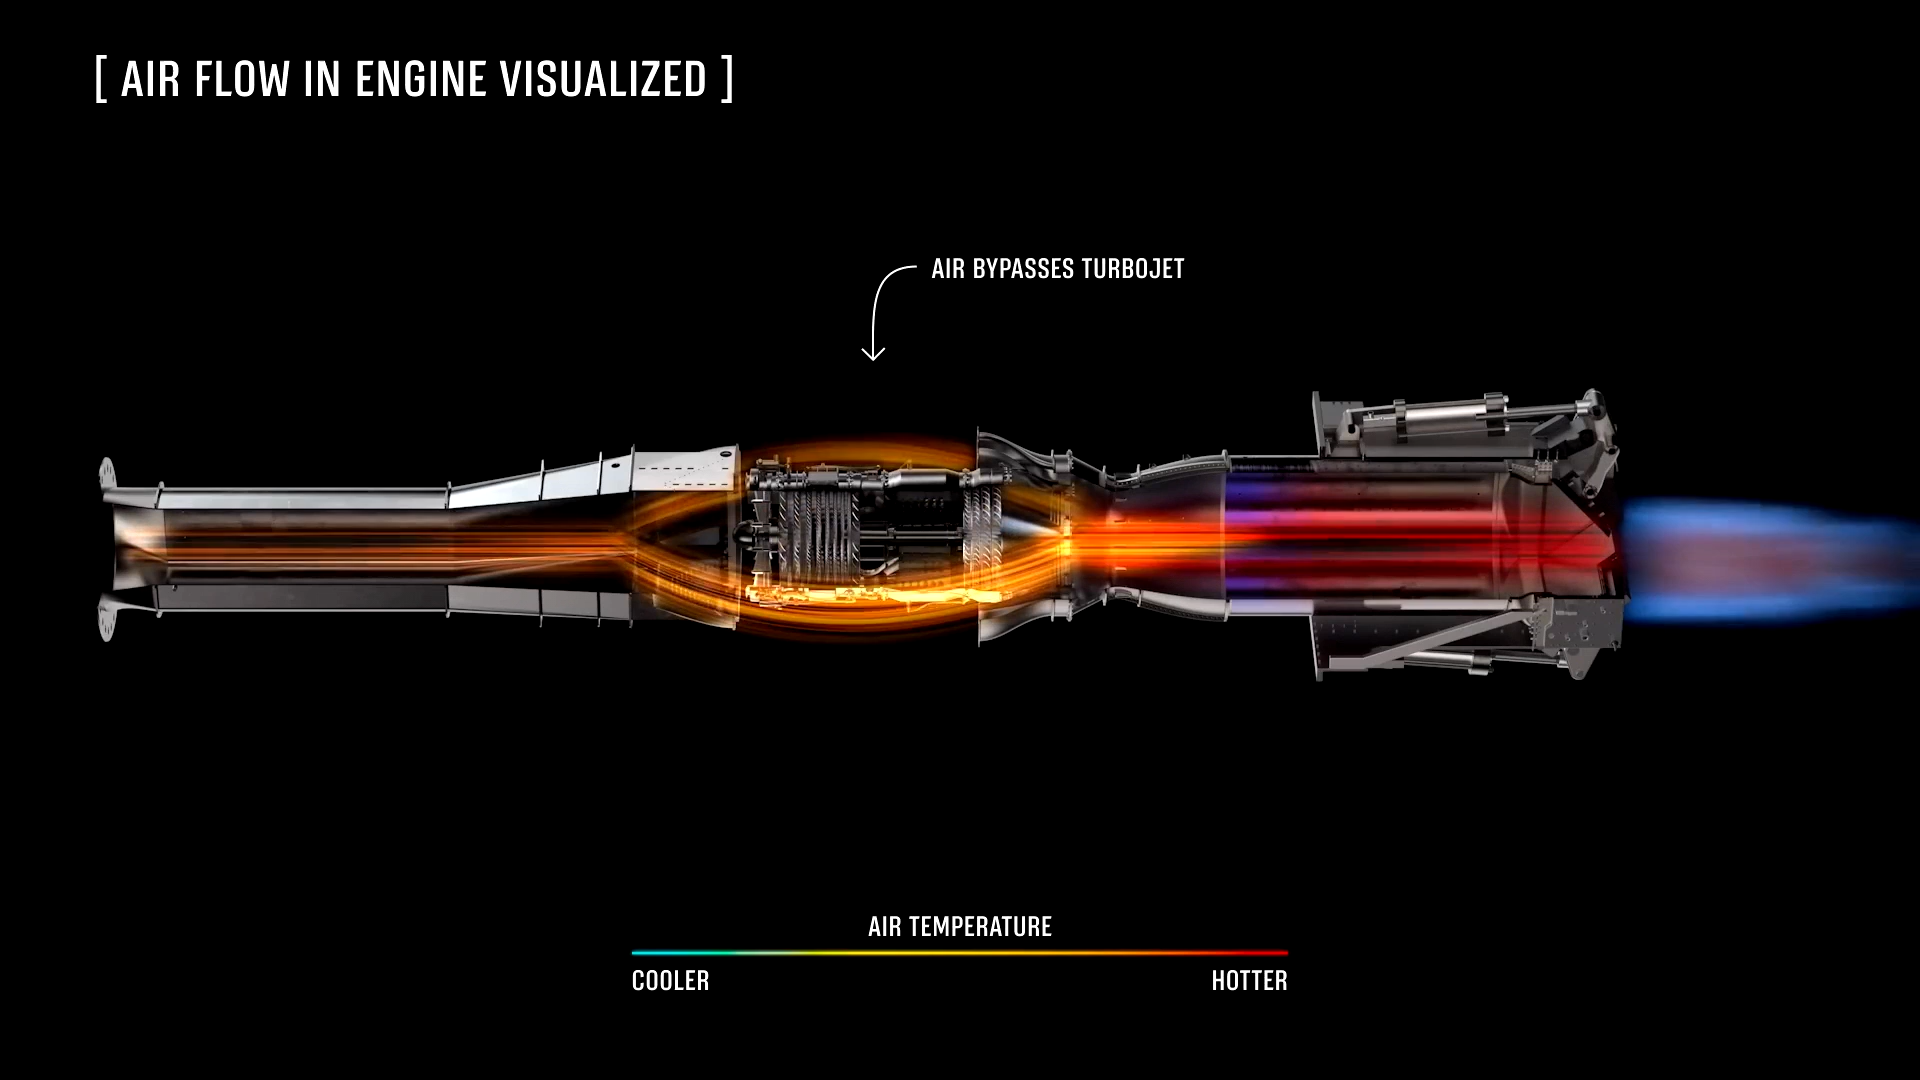 [ AIR FLOW IN ENGINE VISUALIZED ]
AIR BYPASSES TURBOJET
AIR TEMPERATURE
COOLER
HOTTER